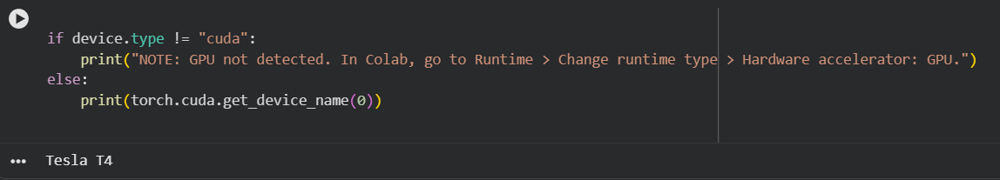 if device.type != "cuda":
    print("NOTE: GPU not detected. In Colab, go to Runtime > Change runtime type > Hardware accelerator: GPU.")
else:
    print(torch.cuda.get_device_name(0))
Tesla T4